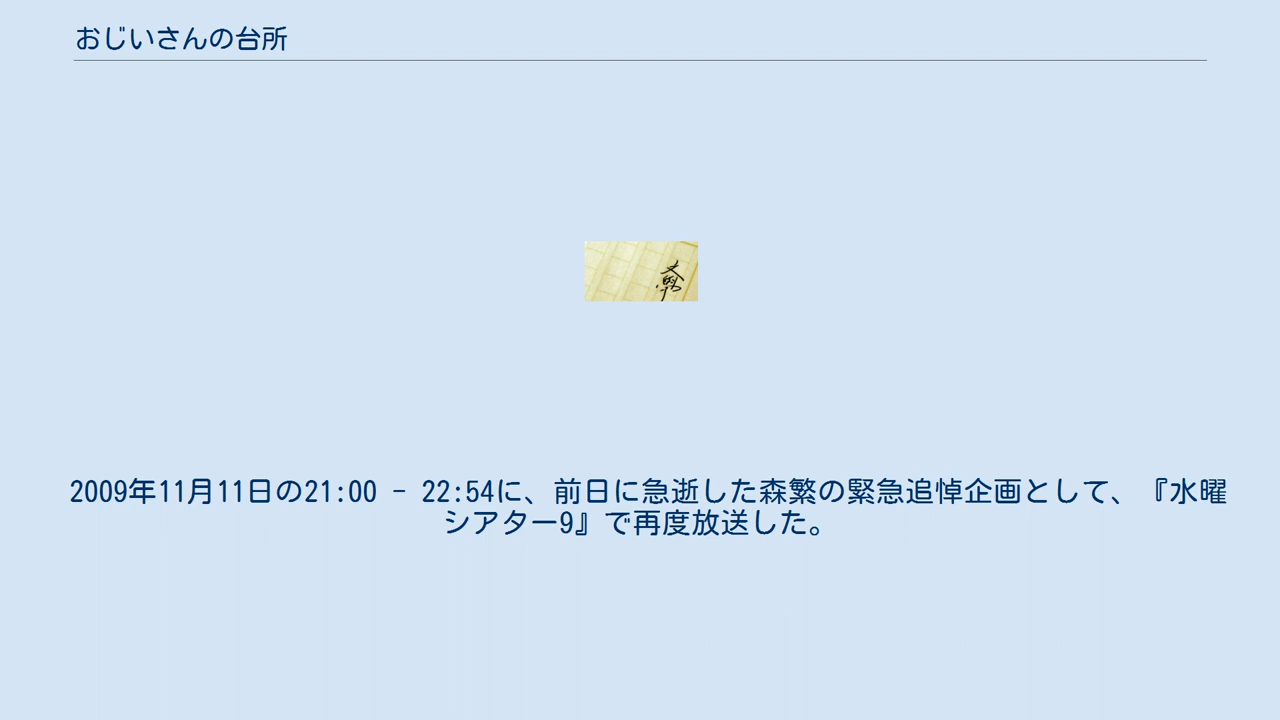 おじいさんの台所
2009年11月11日の21:00 - 22:54に、前日に急逝した森繁の緊急追悼企画として、『水曜
シアター9』で再度放送した。